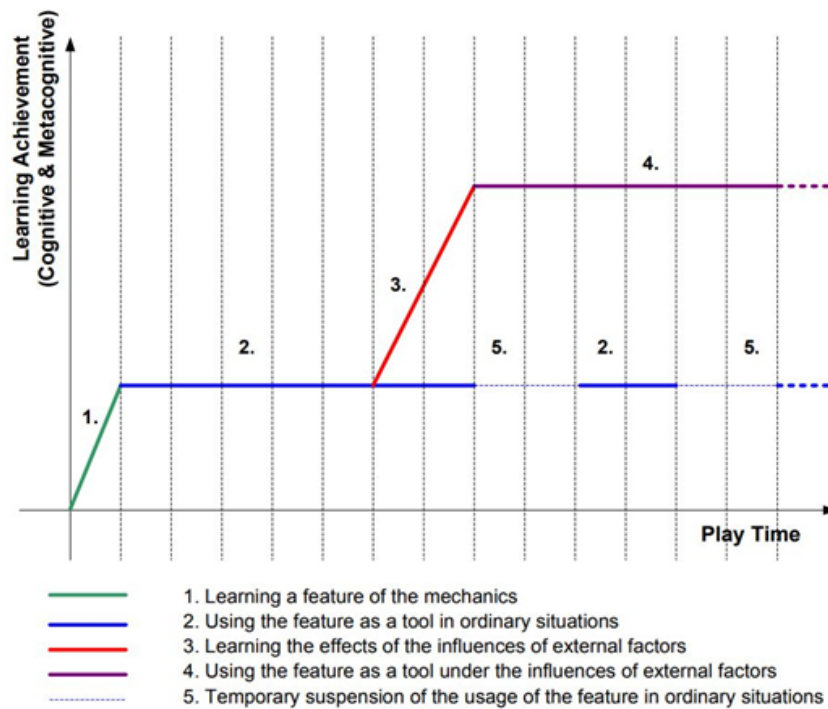 Learning Achievement
(Cognitive & Metacognitive)
4.
3.
2.
5.
2.
5.
1.
Play Time
1. Learning a feature of the mechanics
2. Using the feature as a tool in ordinary situations
3. Learning the effects of the influences of external factors
4. Using the feature as a tool under the influences of external factors
5. Temporary suspension of the usage of the feature in ordinary situations